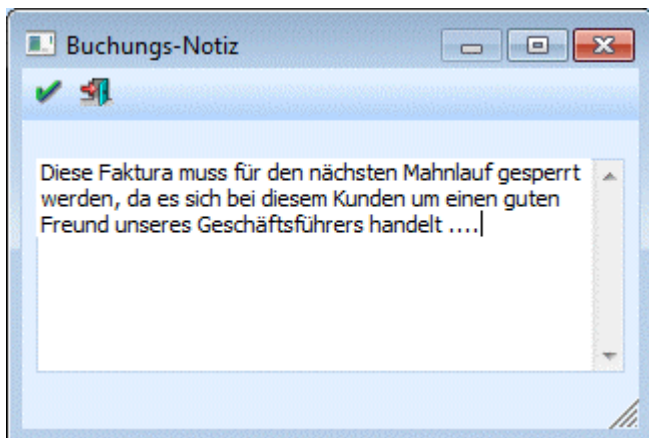 Buchungs-Notiz
Diese Faktura muss für den nächsten Mahnlauf gesperrt
werden, da es sich bei diesem Kunden um einen guten
Freund unseres Geschäftsführers handelt ....